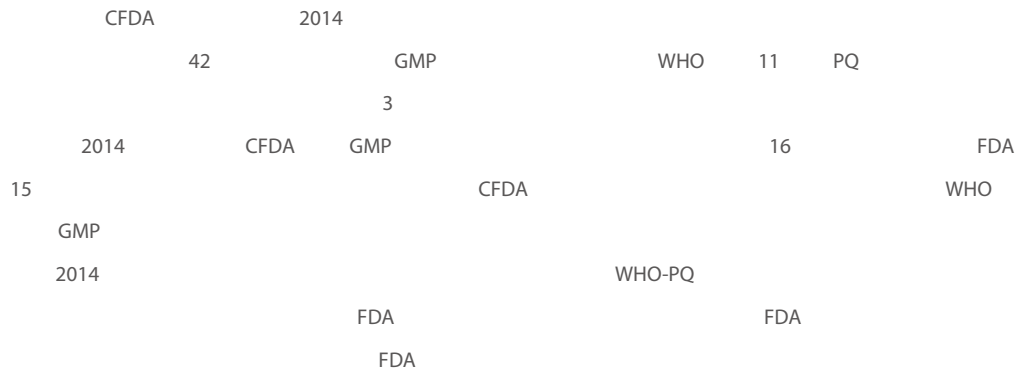 CFDA 2014
42 GMP WHO 11 PQ
3
2014 CFDA GMP 16 FDA
15 CFDA WHO
GMP
2014 WHO-PQ
FDA FDA
FDA